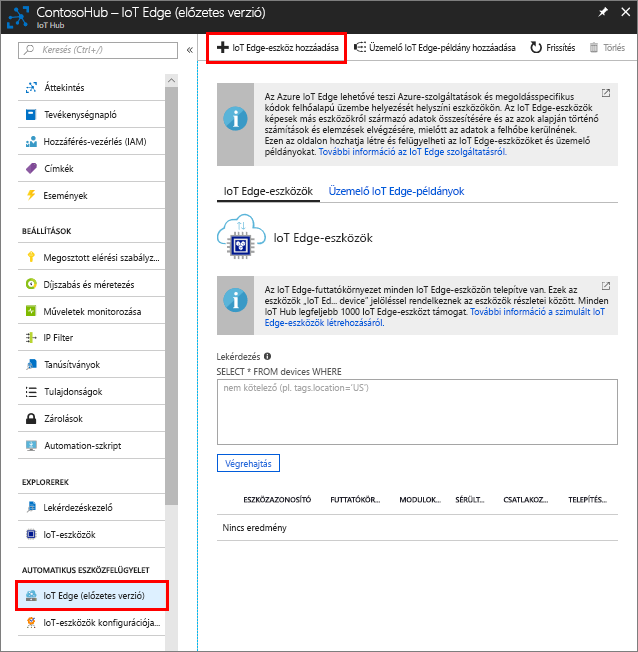 ContosoHub – IoT Edge (előzetes verzió)
IoT Hub
Keresés (Ctrl+/)
Áttekintés
Tevékenységnapló
Hozzáférés-vezérlés (IAM)
Címkék
Események
BEÁLLÍTÁSOK
Megosztott elérési szabályz...
Díjszabás és méretezés
Műveletek monitorozása
IP Filter
Tanúsítványok
Tulajdonságok
Zárolások
Automation-szkript
EXPLOREREK
Lekérdezéskezelő
IoT-eszközök
AUTOMATIKUS ESZKÖZFELÜGYELET
IoT Edge (előzetes verzió)
IoT-eszközök konfigurációja...
IoT Edge-eszköz hozzáadása
Üzemelő IoT Edge-példány hozzáadása
Frissítés
Törlés
Az Azure IoT Edge lehetővé teszi Azure-szolgáltatások és megoldásspecifikus
kódok felhőalapú üzembe helyezését helyszíni eszközökön. Az IoT Edge-eszközök
képesek más eszközökről származó adatok összesítésére és az azok alapján történő
számítások és elemzések elvégzésére, mielőtt az adatok a felhőbe kerülnének.
Ezen az oldalon hozhatja létre és felügyelheti az IoT Edge-eszközöket és üzemelő
példányokat. További információ az IoT Edge szolgáltatásról.
IoT Edge-eszközök
Üzemelő IoT Edge-példányok
IoT Edge-eszközök
Az IoT Edge-futtatókörnyezet minden IoT Edge-eszközön telepítve van. Ezek az
eszközök „IoT Ed... device” jelöléssel rendelkeznek az eszközök részletei között. Minden
IoT Hub legfeljebb 1000 IoT Edge-eszközt támogat. További információ a szimulált IoT
Edge-eszközök létrehozásáról.
Lekérdezés
SELECT * FROM devices WHERE
nem kötelező (pl. tags.location='US')
Végrehajtás
ESZKÖZAZONOSÍTÓ FUTTATÓKÖR... MODULOK... SÉRÜLT... CSATLAKOZ... TELEPÍTÉS...
Nincs eredmény